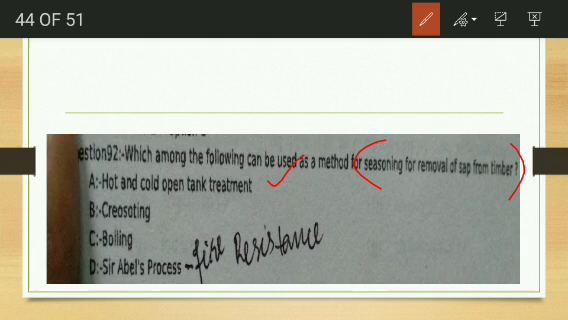 44 OF 51
estion92:-Which among the following can be used as a method for seasoning for removal of sap from timber ?
A:-Hot and cold open tank treatment
B:-Creosating
C:-Boiling
D:-Sir Abel's Process - fire Resistance